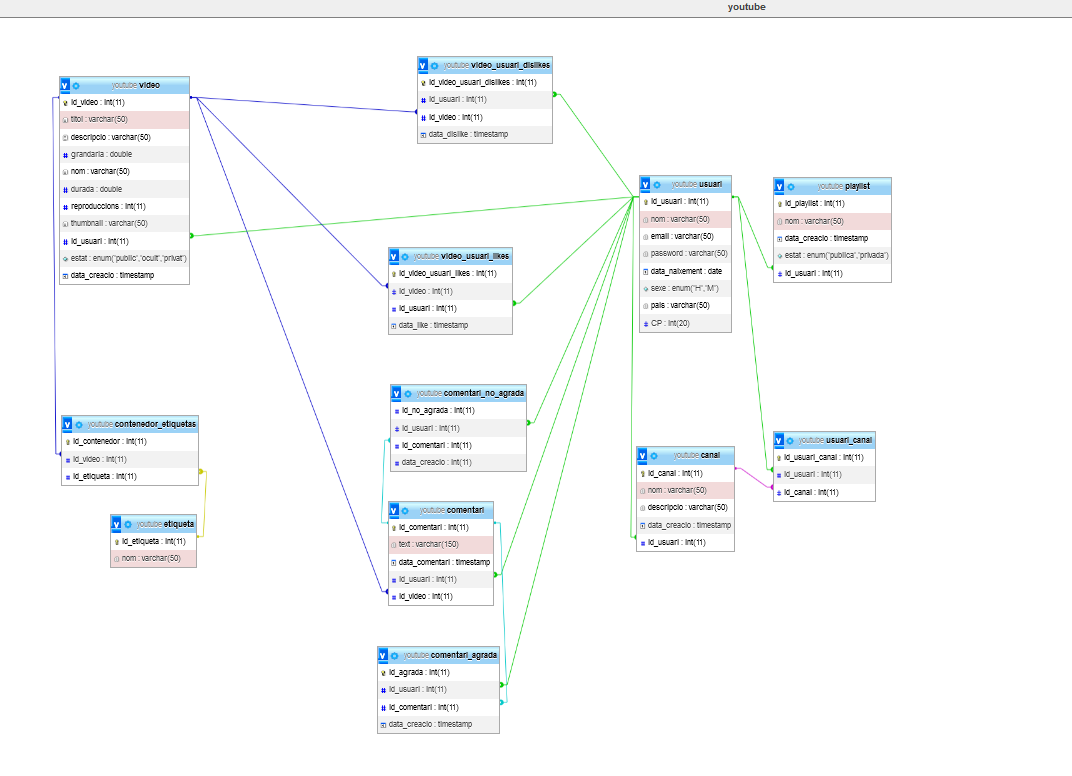 youtube
youtube video
id_video : int(11)
titol : varchar(50)
descripcio : varchar(50)
grandaria : double
nom : varchar(50)
durada : double
reproduccions : int(11)
thumbnail : varchar(50)
id_usuari : int(11)
estat : enum('public','ocult','privat')
data_creacio : timestamp
youtube video_usuari_dislikes
id_video_usuari_dislikes : int(11)
id_usuari : int(11)
id_video : int(11)
data_dislike : timestamp
youtube usuari
id_usuari : int(11)
nom : varchar(50)
email : varchar(50)
password : varchar(50)
data_naixement : date
sexe : enum('H','M')
pais : varchar(50)
CP : int(20)
youtube playlist
id_playlist : int(11)
nom : varchar(50)
data_creacio : timestamp
estat : enum('publica','privada')
id_usuari : int(11)
youtube video_usuari_likes
id_video_usuari_likes : int(11)
id_video : int(11)
id_usuari : int(11)
data_like : timestamp
youtube comentari_no_agrada
id_no_agrada : int(11)
id_usuari : int(11)
id_comentari : int(11)
data_creacio : int(11)
youtube contenedor_etiquetas
id_contenedor : int(11)
id_video : int(11)
id_etiqueta : int(11)
youtube canal
id_canal : int(11)
nom : varchar(50)
descripcio : varchar(50)
data_creacio : timestamp
id_usuari : int(11)
youtube usuari_canal
id_usuari_canal : int(11)
id_usuari : int(11)
id_canal : int(11)
youtube etiqueta
id_etiqueta : int(11)
nom : varchar(50)
youtube comentari
id_comentari : int(11)
text : varchar(150)
data_comentari : timestamp
id_usuari : int(11)
id_video : int(11)
youtube comentari_agrada
id_agrada : int(11)
id_usuari : int(11)
id_comentari : int(11)
data_creacio : timestamp